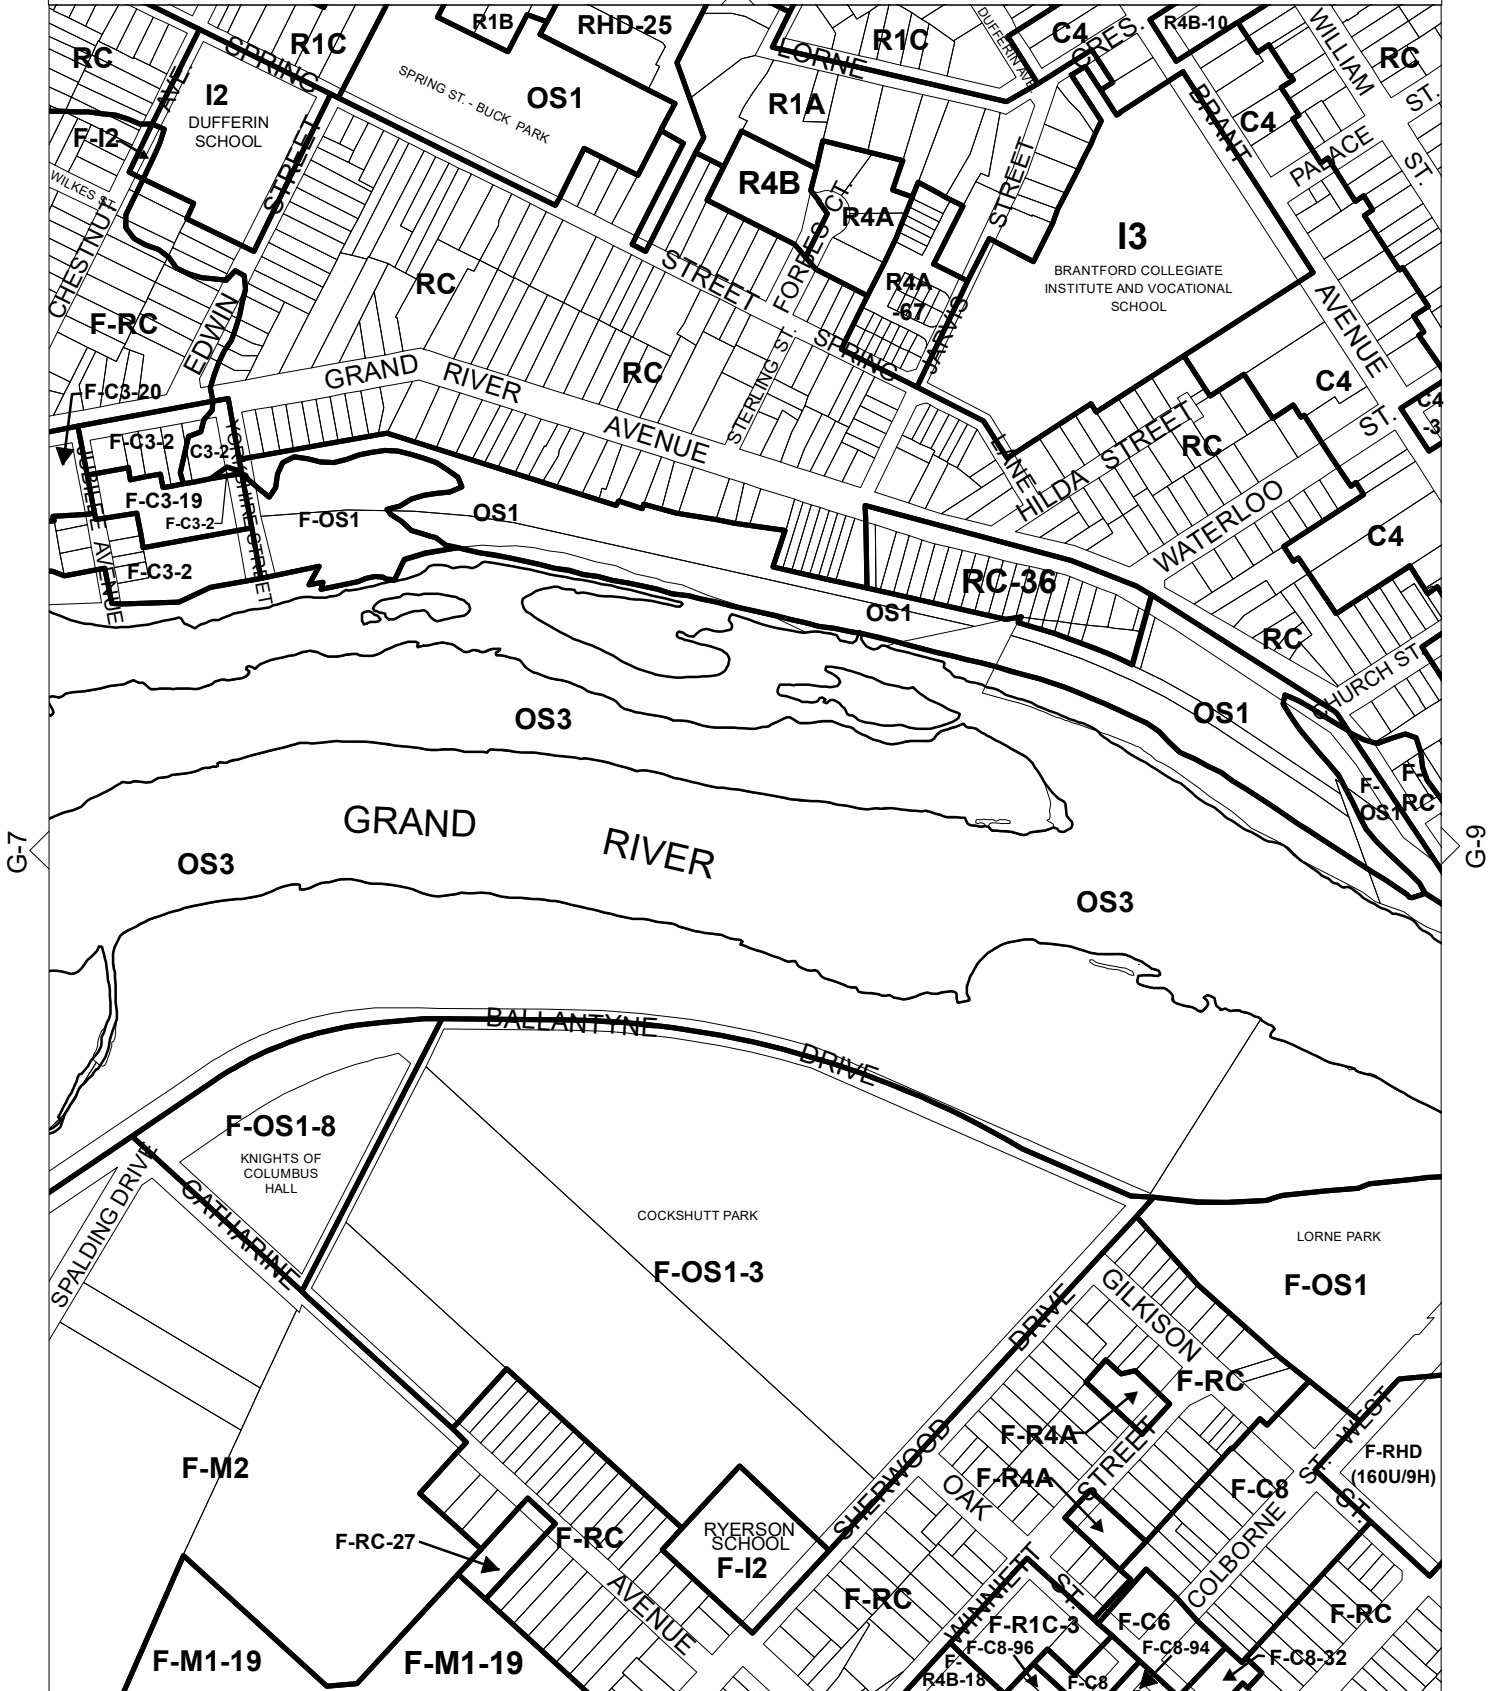 RC
R1C
R1B
RHD-25
R1C
C4
R4B-10
RC
SPRING
LORNE
DUFFERIN AVE
CRES.
WILLIAM
ST.
AVE.
I2
DUFFERIN
SCHOOL
SPRING ST. - BUCK PARK
OS1
R1A
BRANT
C4
F-I2
PALACE
ST.
WILKES ST.
STREET
R4B
R4A
STREET
CHESTNUT
I3
BRANTFORD COLLEGIATE
INSTITUTE AND VOCATIONAL
SCHOOL
STREET
FORBES CT.
R4A
-67
RC
AVENUE
F-RC
EDWIN
JARVIS
SPRING
STERLING ST.
GRAND
RIVER
AVENUE
RC
C4
ST.
C4
-3
F-C3-20
F-C3-2
C3-2
YORKSHIRE STREET
JUBILEE AVENUE
LANE
HILDA STREET
RC
WATERLOO
F-C3-19
F-C3-2
F-OS1
OS1
C4
F-C3-2
RC-36
OS1
RC
CHURCH ST.
OS3
OS1
F-
OS1
F-
RC
GRAND
RIVER
G-7
G-9
OS3
OS3
BALLANTYNE
DRIVE
F-OS1-8
KNIGHTS OF
COLUMBUS
HALL
SPALDING DRIVE
CATHARINE
COCKSHUTT PARK
F-OS1-3
LORNE PARK
F-OS1
DRIVE
GILKISON
F-RC
F-R4A
WEST
ST.
F-RHD
(160U/9H)
F-M2
SHERWOOD
F-R4A
STREET
OAK
F-C8
CT.
F-RC-27
F-RC
RYERSON
SCHOOL
F-I2
COLBORNE
AVENUE
F-RC
WINNIETT
ST.
F-R1C-3
F-C6
F-RC
F-C8-96
F-C8-94
F-C8-32
F-M1-19
F-M1-19
F-
R4B-18
F-C8